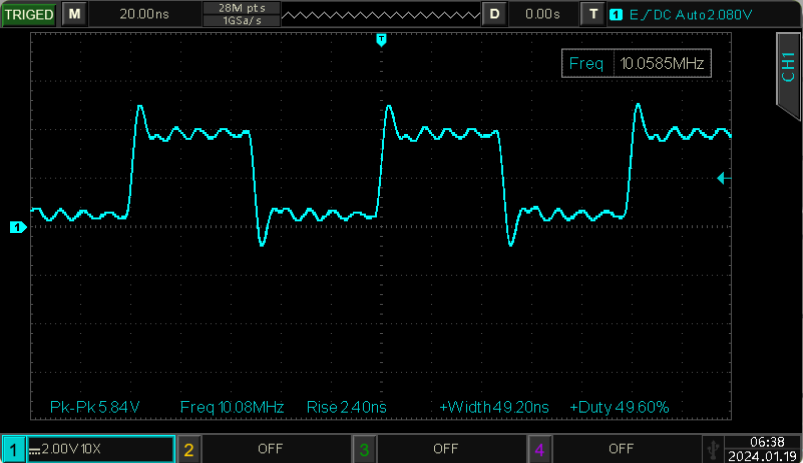 TRIGED M 20.00ns 28M pts D 0.00s T 1 E DC Auto 2.080V
1GSa/s
T
Freq 10.0585MHz
CH1
1
Pk-Pk 5.84V Freq 10.08MHz Rise 2.40ns +Width 49.20ns +Duty 49.60%
1 2.00V 10X 2 OFF 3 OFF 4 OFF 06:38
2024.01.19